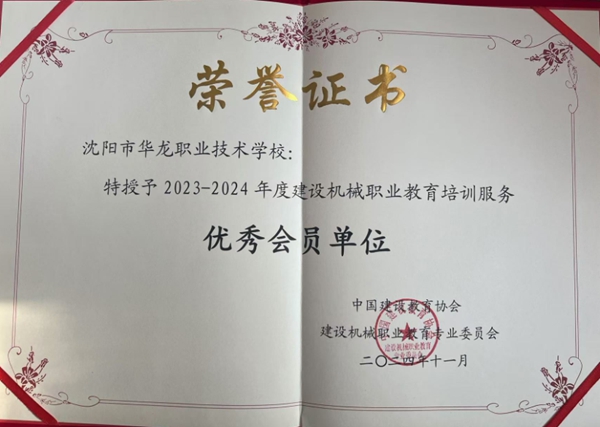 荣誉证书
沈阳市华龙职业技术学校：
特授予 2023-2024 年度建设机械职业教育培训服务
优秀会员单位
中国建设教育协会
建设机械职业教育专业委员会
二〇二四年十一月